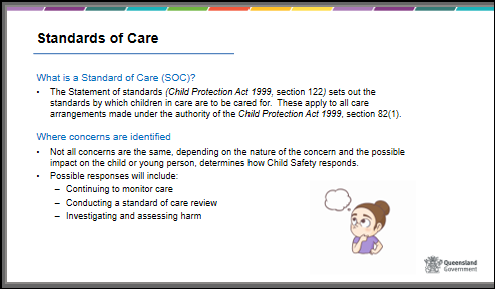 Standards of Care
What is a Standard of Care (SOC)?
• The Statement of standards (Child Protection Act 1999, section 122) sets out the
standards by which children in care are to be cared for. These apply to all care
arrangements made under the authority of the Child Protection Act 1999, section 82(1).
Where concerns are identified
• Not all concerns are the same, depending on the nature of the concern and the possible
impact on the child or young person, determines how Child Safety responds.
• Possible responses will include:
– Continuing to monitor care
– Conducting a standard of care review
– Investigating and assessing harm
Queensland
Government